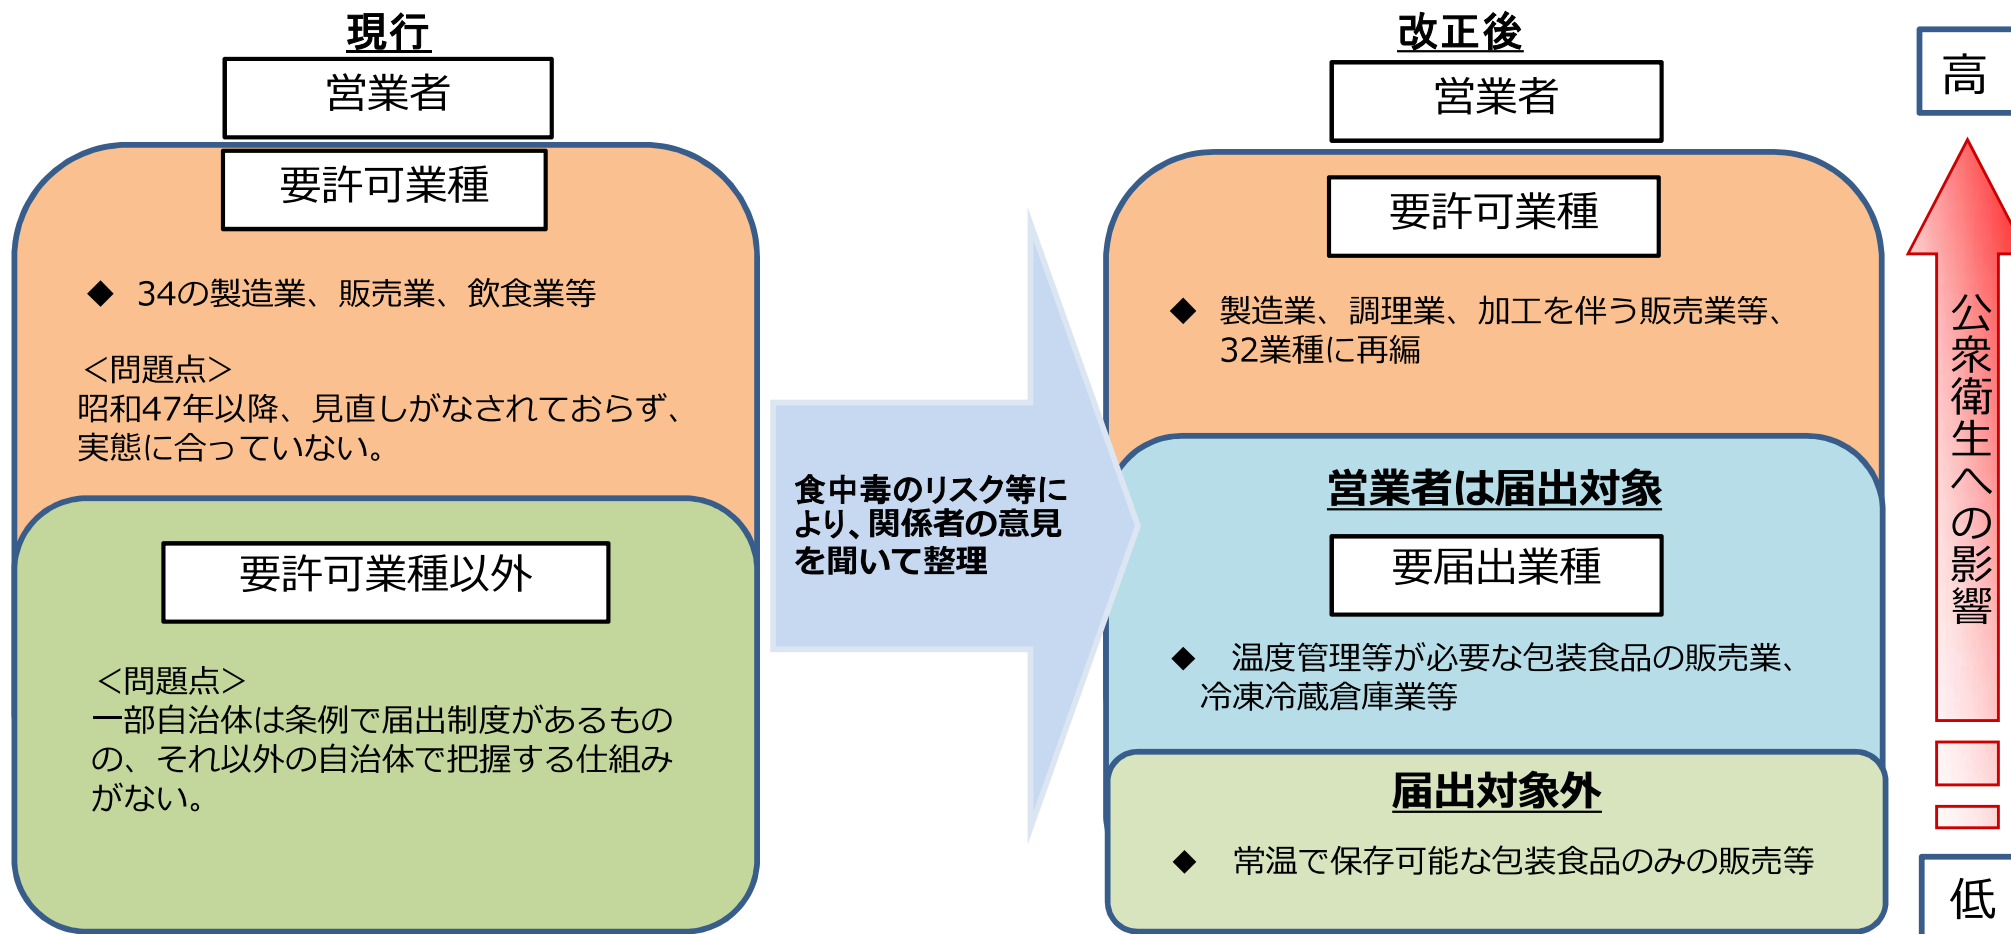 現行
営業者
要許可業種
◆ 34の製造業、販売業、飲食業等
＜問題点＞
昭和47年以降、見直しがなされておらず、
実態に合っていない。
要許可業種以外
＜問題点＞
一部自治体は条例で届出制度があるもの
の、それ以外の自治体で把握する仕組み
がない。
食中毒のリスク等に
より、関係者の意見
を聞いて整理
改正後
営業者
要許可業種
◆ 製造業、調理業、加工を伴う販売業等、
32業種に再編
営業者は届出対象
要届出業種
◆ 温度管理等が必要な包装食品の販売業、
冷凍冷蔵倉庫業等
届出対象外
◆ 常温で保存可能な包装食品のみの販売等
高
公衆衛生への影響
低